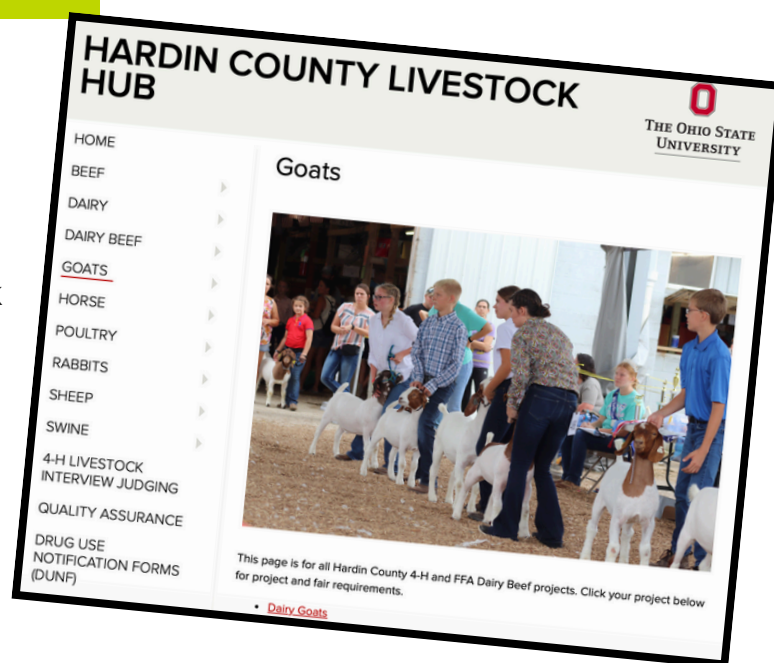 HARDIN COUNTY LIVESTOCK
HUB
THE OHIO STATE
UNIVERSITY
HOME
BEEF
DAIRY
DAIRY BEEF
GOATS
HORSE
POULTRY
RABBITS
SHEEP
SWINE
4-H LIVESTOCK
INTERVIEW JUDGING
QUALITY ASSURANCE
DRUG USE
NOTIFICATION FORMS
(DUNF)
Goats
This page is for all Hardin County 4-H and FFA Dairy Beef projects. Click your project below
for project and fair requirements.
• Dairy Goats